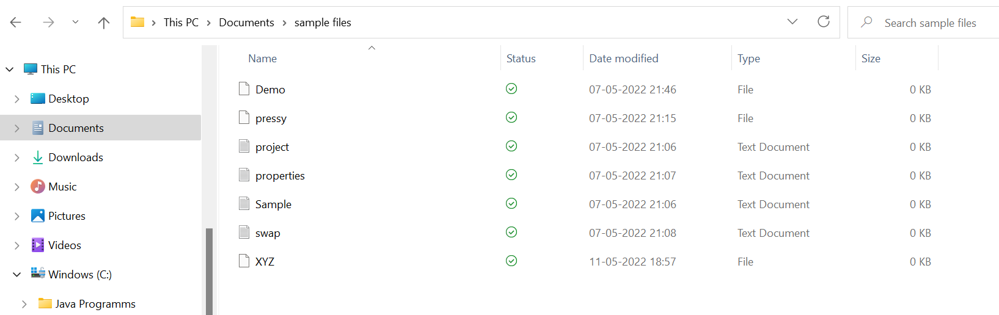 This PC › Documents › sample files
Search sample files
This PC
Desktop
Documents
Downloads
Music
Pictures
Videos
Windows (C:)
Java Programms
Name Status Date modified Type Size
Demo 07-05-2022 21:46 File 0 KB
pressy 07-05-2022 21:15 File 0 KB
project 07-05-2022 21:06 Text Document 0 KB
properties 07-05-2022 21:07 Text Document 0 KB
Sample 07-05-2022 21:06 Text Document 0 KB
swap 07-05-2022 21:08 Text Document 0 KB
XYZ 11-05-2022 18:57 File 0 KB